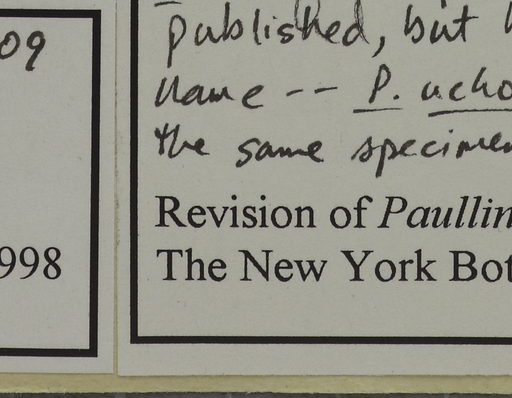 09
998
published, but
name -- P. ucho
the same specimen
Revision of Paullin
The New York Bot